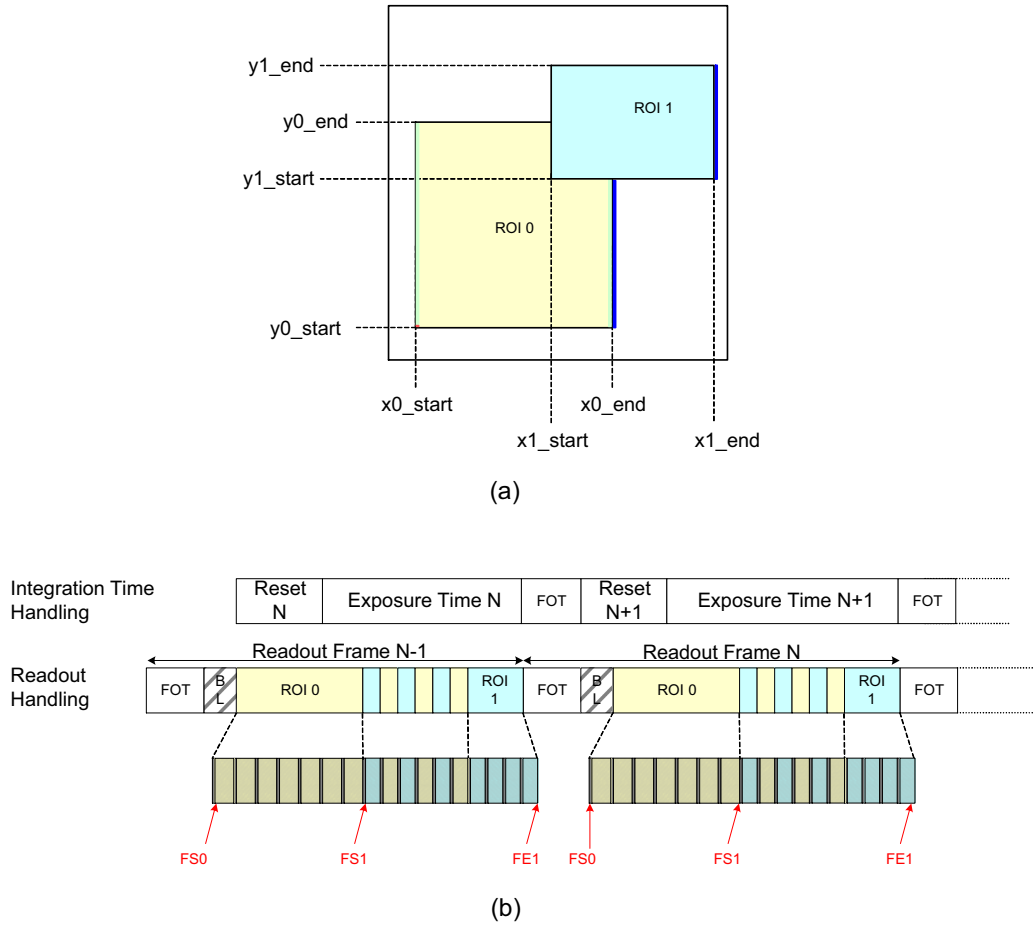 y1_end
ROI 1
y0_end
y1_start
ROI 0
y0_start
x0_start
x0_end
x1_start
x1_end
(a)
Integration Time
Handling
Reset
N
Exposure Time N
FOT
Reset
N+1
Exposure Time N+1
FOT
Readout Frame N-1
Readout Frame N
Readout
Handling
FOT
B
L
ROI 0
ROI
1
FOT
B
L
ROI 0
ROI
1
FOT
FS0
FS1
FE1
FS0
FS1
FE1
(b)